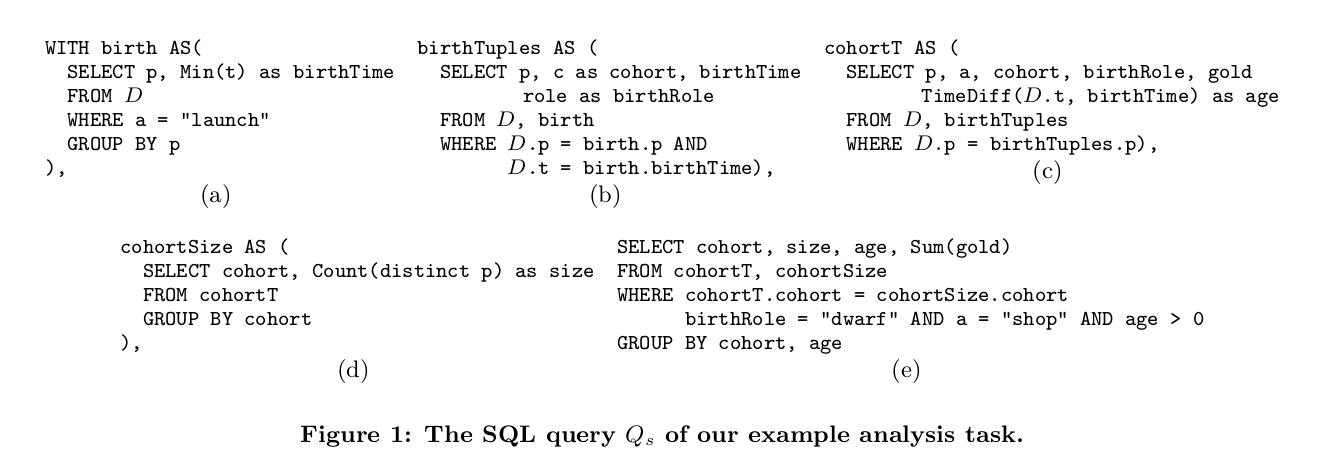 WITH birth AS(
  SELECT p, Min(t) as birthTime
  FROM D
  WHERE a = "launch"
  GROUP BY p
),
(a)
birthTuples AS (
  SELECT p, c as cohort, birthTime
         role as birthRole
  FROM D, birth
  WHERE D.p = birth.p AND
        D.t = birth.birthTime),
(b)
cohortT AS (
  SELECT p, a, cohort, birthRole, gold
         TimeDiff(D.t, birthTime) as age
  FROM D, birthTuples
  WHERE D.p = birthTuples.p),
(c)
cohortSize AS (
  SELECT cohort, Count(distinct p) as size
  FROM cohortT
  GROUP BY cohort
),
(d)
SELECT cohort, size, age, Sum(gold)
FROM cohortT, cohortSize
WHERE cohortT.cohort = cohortSize.cohort
      birthRole = "dwarf" AND a = "shop" AND age > 0
GROUP BY cohort, age
(e)
Figure 1: The SQL query Qs of our example analysis task.